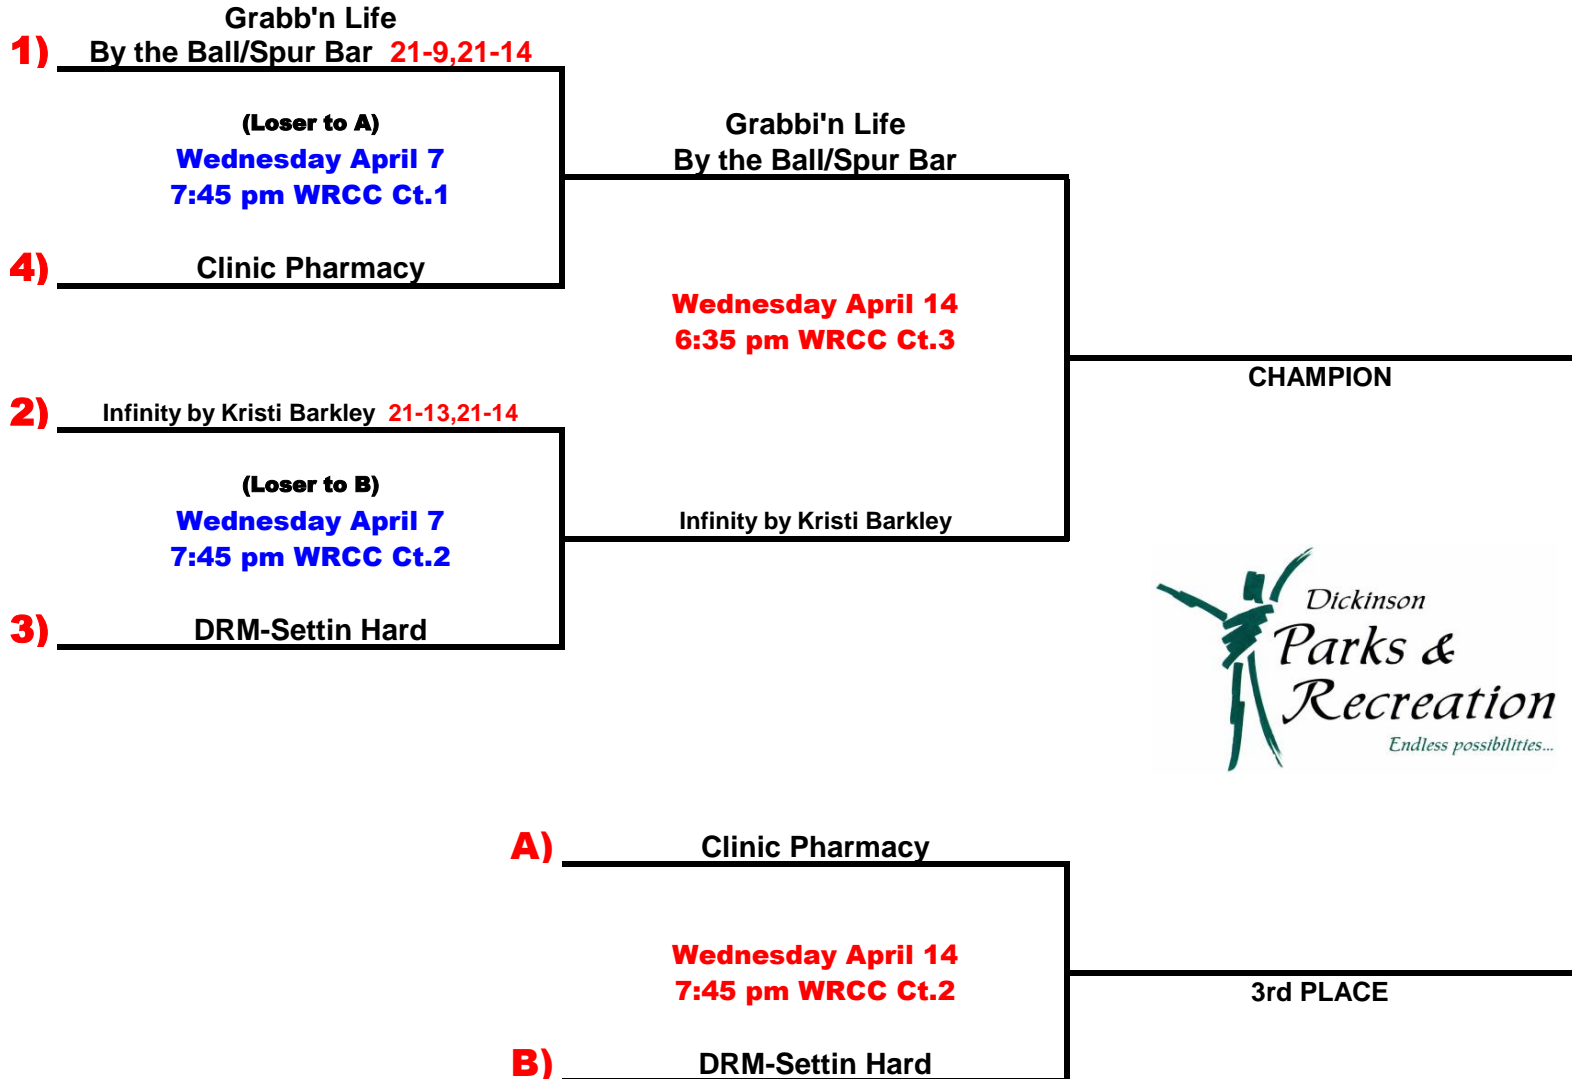 Grabb'n Life
1) By the Ball/Spur Bar 21-9,21-14
(Loser to A)
Wednesday April 7
7:45 pm WRCC Ct.1
4) Clinic Pharmacy
Grabbi'n Life
By the Ball/Spur Bar
Wednesday April 14
6:35 pm WRCC Ct.3
CHAMPION
2) Infinity by Kristi Barkley 21-13,21-14
(Loser to B)
Wednesday April 7
7:45 pm WRCC Ct.2
Infinity by Kristi Barkley
3) DRM-Settin Hard
Dickinson
Parks &
Recreation
Endless possibilities...
A) Clinic Pharmacy
Wednesday April 14
7:45 pm WRCC Ct.2
3rd PLACE
B) DRM-Settin Hard